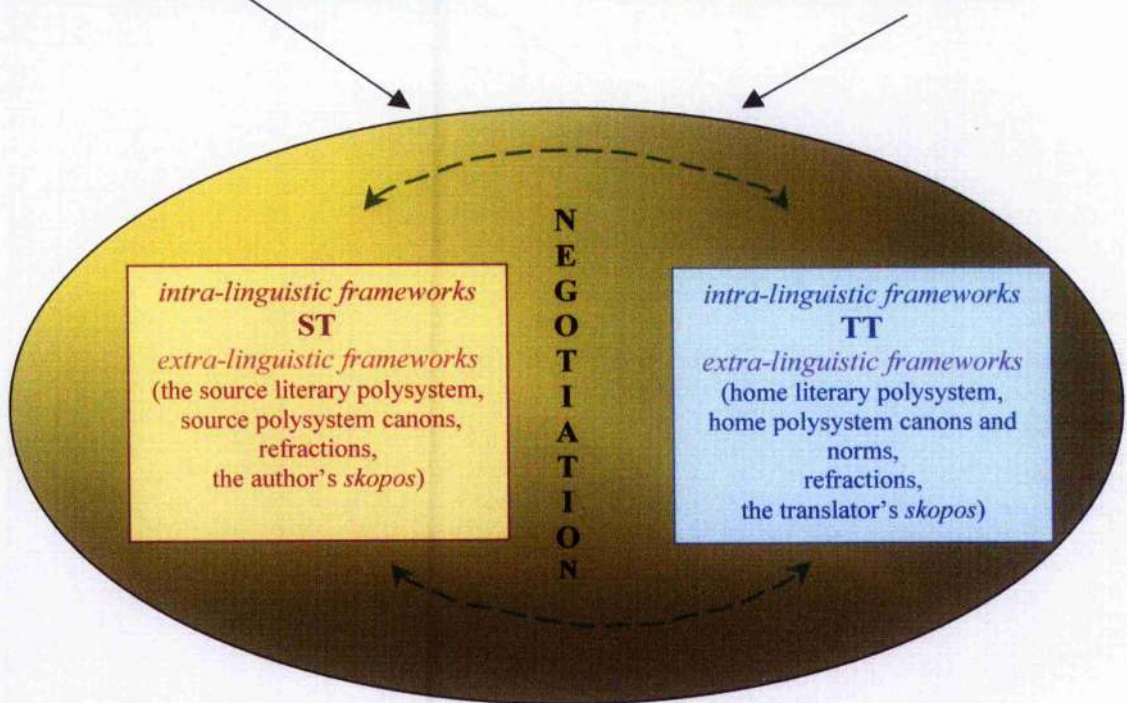 intra-linguistic frameworks
ST
extra-linguistic frameworks
(the source literary polysystem,
source polysystem canons,
refractions,
the author's skopos)
NEGOTIATION
intra-linguistic frameworks
TT
extra-linguistic frameworks
(home literary polysystem,
home polysystem canons and
norms,
refractions,
the translator's skopos)